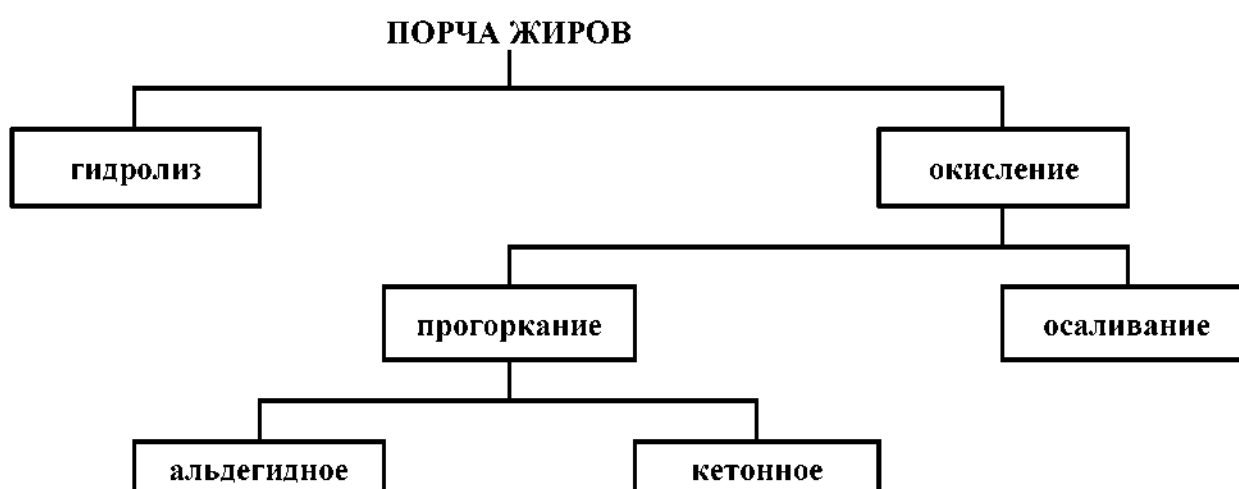 ПОРЧА ЖИРОВ
гидролиз
окисление
прогоркание
осаливание
альдегидное
кетонное